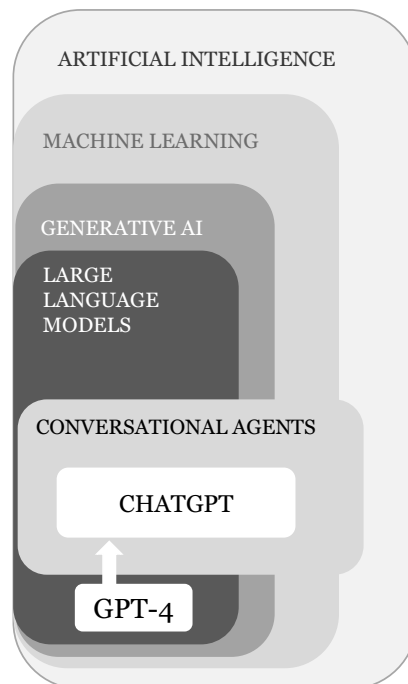 ARTIFICIAL INTELLIGENCE
MACHINE LEARNING
GENERATIVE AI
LARGE
LANGUAGE
MODELS
CONVERSATIONAL AGENTS
CHATGPT
GPT-4